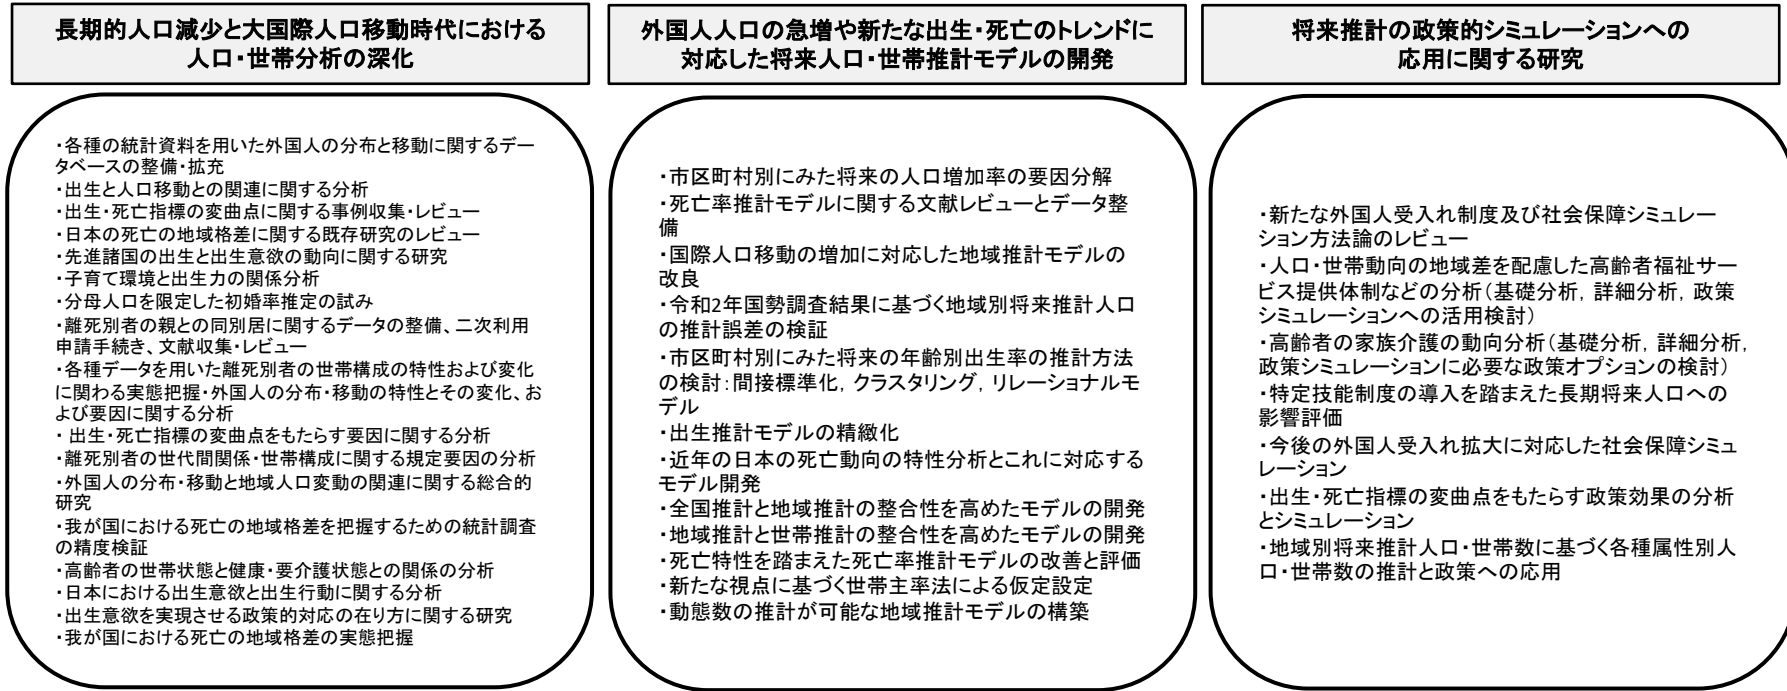 長期的人口減少と大国際人口移動時代における
人口・世帯分析の深化
・各種の統計資料を用いた外国人の分布と移動に関するデー
タベースの整備・拡充
・出生と人口移動との関連に関する分析
・出生・死亡指標の変曲点に関する事例収集・レビュー
・日本の死亡の地域格差に関する既存研究のレビュー
・先進諸国の出生と出生意欲の動向に関する研究
・子育て環境と出生力の関係分析
・分母人口を限定した初婚率推定の試み
・離死別者の親との同別居に関するデータの整備、二次利用
申請手続き、文献収集・レビュー
・各種データを用いた離死別者の世帯構成の特性および変化
に関わる実態把握・外国人の分布・移動の特性とその変化、お
よび要因に関する分析
・ 出生・死亡指標の変曲点をもたらす要因に関する分析
・離死別者の世代間関係・世帯構成に関する規定要因の分析
・外国人の分布・移動と地域人口変動の関連に関する総合的
研究
・我が国における死亡の地域格差を把握するための統計調査
の精度検証
・高齢者の世帯状態と健康・要介護状態との関係の分析
・日本における出生意欲と出生行動に関する分析
・出生意欲を実現させる政策的対応の在り方に関する研究
・我が国における死亡の地域格差の実態把握
外国人人口の急増や新たな出生・死亡のトレンドに
対応した将来人口・世帯推計モデルの開発
・市区町村別にみた将来の人口増加率の要因分解
・死亡率推計モデルに関する文献レビューとデータ整
備
・国際人口移動の増加に対応した地域推計モデルの
改良
・令和2年国勢調査結果に基づく地域別将来推計人口
の推計誤差の検証
・市区町村別にみた将来の年齢別出生率の推計方法
の検討：間接標準化，クラスタリング，リレーショナルモ
デル
・出生推計モデルの精緻化
・近年の日本の死亡動向の特性分析とこれに対応する
モデル開発
・全国推計と地域推計の整合性を高めたモデルの開発
・地域推計と世帯推計の整合性を高めたモデルの開発
・死亡特性を踏まえた死亡率推計モデルの改善と評価
・新たな視点に基づく世帯主率法による仮定設定
・動態数の推計が可能な地域推計モデルの構築
将来推計の政策的シミュレーションへの
応用に関する研究
・新たな外国人受入れ制度及び社会保障シミュレー
ション方法論のレビュー
・人口・世帯動向の地域差を配慮した高齢者福祉サー
ビス提供体制などの分析（基礎分析，詳細分析，政策
シミュレーションへの活用検討）
・高齢者の家族介護の動向分析（基礎分析，詳細分析，
政策シミュレーションに必要な政策オプションの検討）
・特定技能制度の導入を踏まえた長期将来人口への
影響評価
・今後の外国人受入れ拡大に対応した社会保障シミュ
レーション
・出生・死亡指標の変曲点をもたらす政策効果の分析
とシミュレーション
・地域別将来推計人口・世帯数に基づく各種属性別人
口・世帯数の推計と政策への応用